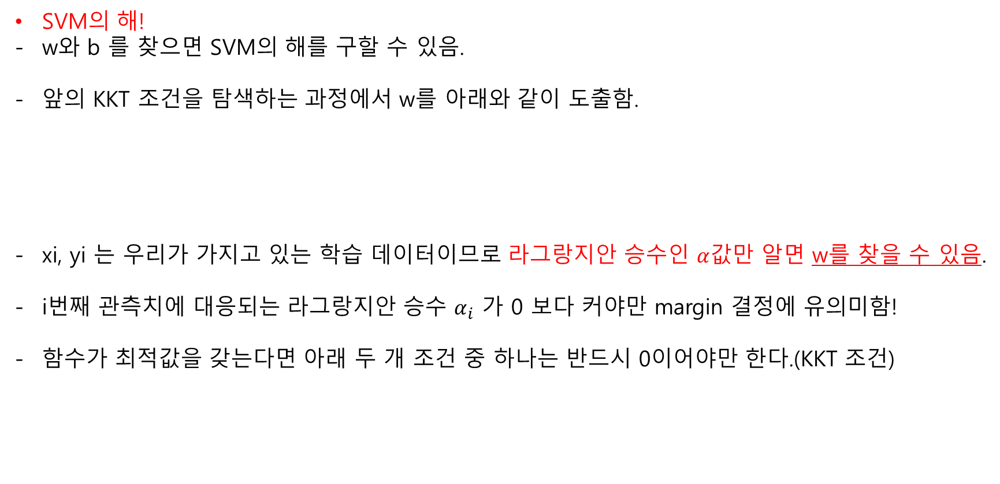 • SVM의 해!
- w와 b 를 찾으면 SVM의 해를 구할 수 있음.
- 앞의 KKT 조건을 탐색하는 과정에서 w를 아래와 같이 도출함.
- xi, yi 는 우리가 가지고 있는 학습 데이터이므로 라그랑지안 승수인 𝛼값만 알면 w를 찾을 수 있음.
- i번째 관측치에 대응되는 라그랑지안 승수 𝛼𝑖 가 0 보다 커야만 margin 결정에 유의미함!
- 함수가 최적값을 갖는다면 아래 두 개 조건 중 하나는 반드시 0이어야만 한다.(KKT 조건)